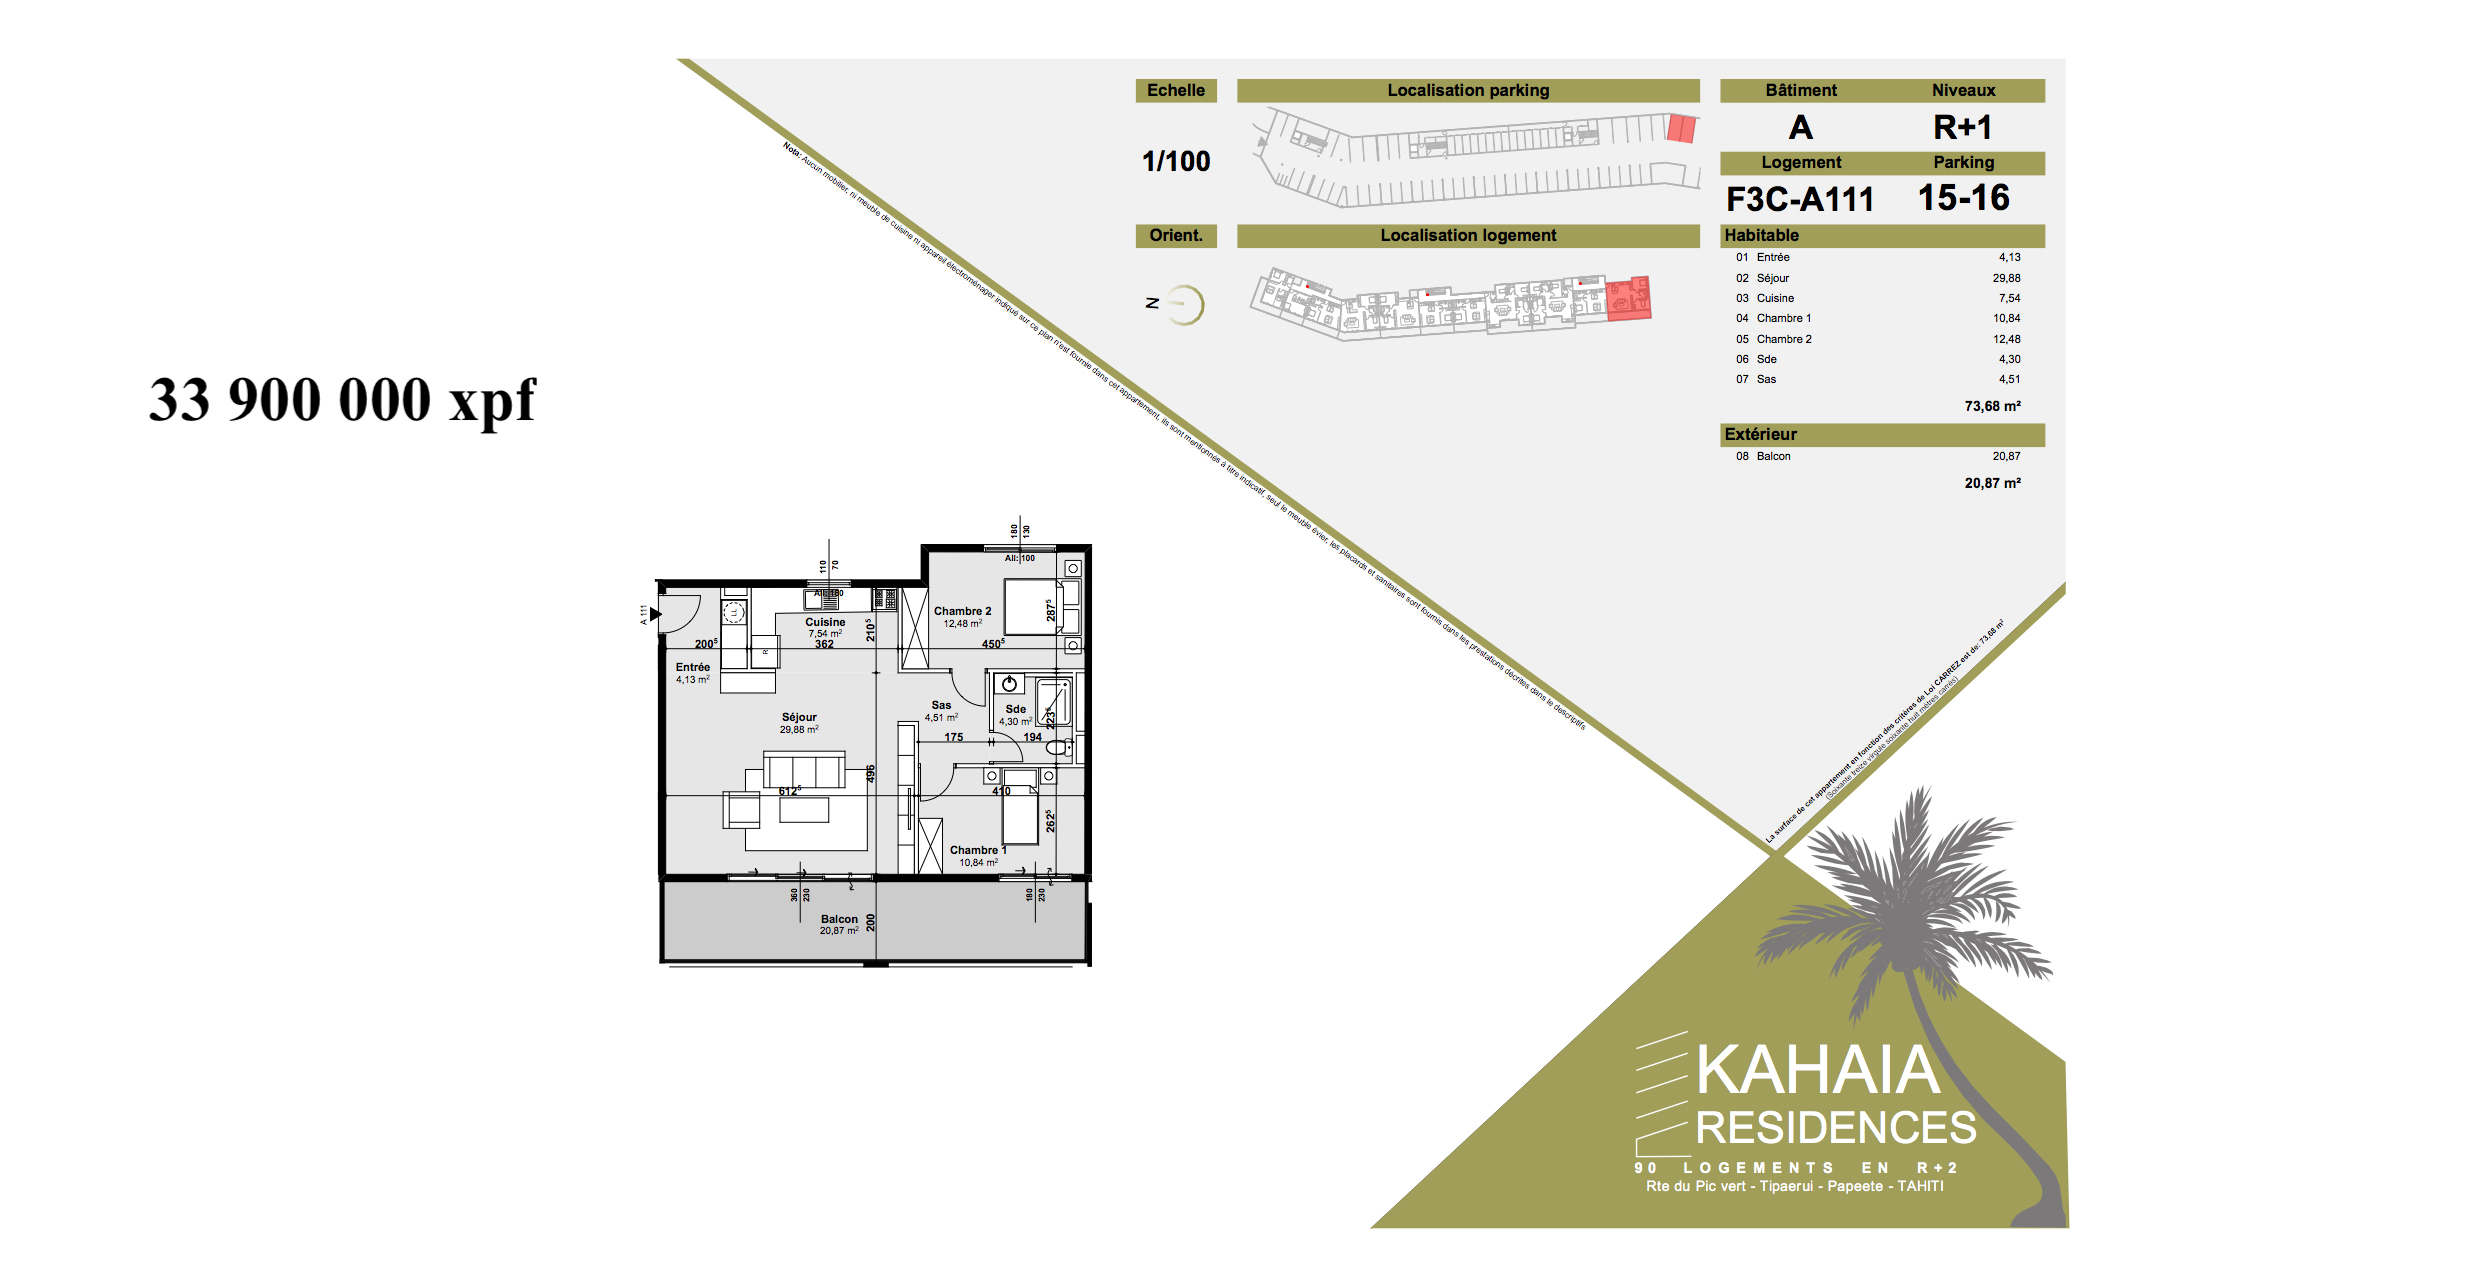 33 900 000 xpf
Echelle
1/100
Orient.
N
Localisation parking
Localisation logement
Bâtiment Niveaux
A R+1
Logement Parking
F3C-A111 15-16
Habitable
01 Entrée 4,13
02 Séjour 29,88
03 Cuisine 7,54
04 Chambre 1 10,84
05 Chambre 2 12,48
06 Sde 4,30
07 Sas 4,51
73,68 m²
Extérieur
08 Balcon 20,87
20,87 m²
Nota: Aucun mobilier, ni meuble de cuisine ni appareil électroménager indiqué sur ce plan n'est fournie dans cet appartement, ils sont mentionnés à titre indicatif, seul le meuble évier, les placards et sanitaires sont fournis dans les prestations décrites dans le descriptifs
La surface de cet appartement en fonction des critères de Loi CARREZ est de: 73,68 m²
(Soixante treize virgule soixante huit mètres carrés)
180
130
All: 100
110
70
All: 160
A 111
LL
R
Cuisine
7,54 m²
Chambre 2
12,48 m²
287⁵
210⁵
200⁵
362
450⁵
Entrée
4,13 m²
Séjour
29,88 m²
Sas
4,51 m²
Sde
4,30 m²
223⁵
175
194
496
612⁵
410
262⁵
Chambre 1
10,84 m²
360
230
180
230
Balcon
20,87 m²
200
KAHAIA
RESIDENCES
90 LOGEMENTS EN R+2
Rte du Pic vert - Tipaerui - Papeete - TAHITI